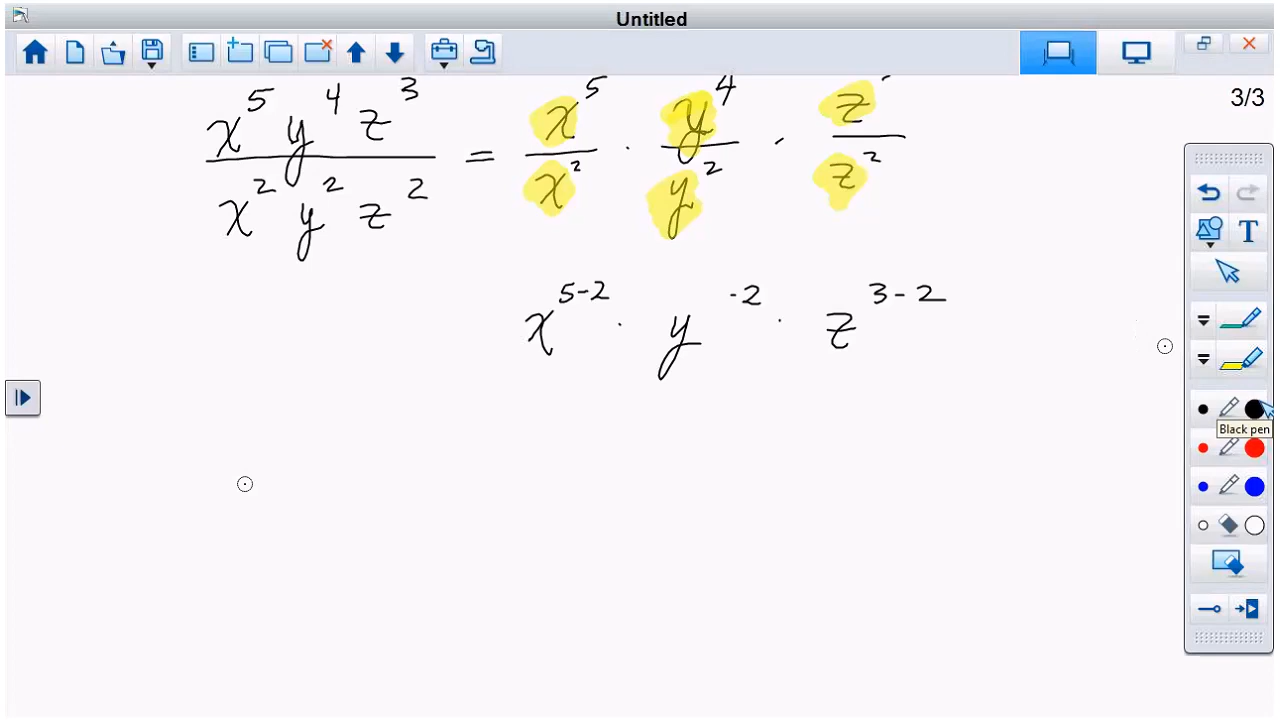 Untitled
3/3
x^5 y^4 z^3 / x^2 y^2 z^2 = x^5 / x^2 · y^4 / y^2 · z / z^2
x^{5-2} · y^{-2} · z^{3-2}
T
Black pen